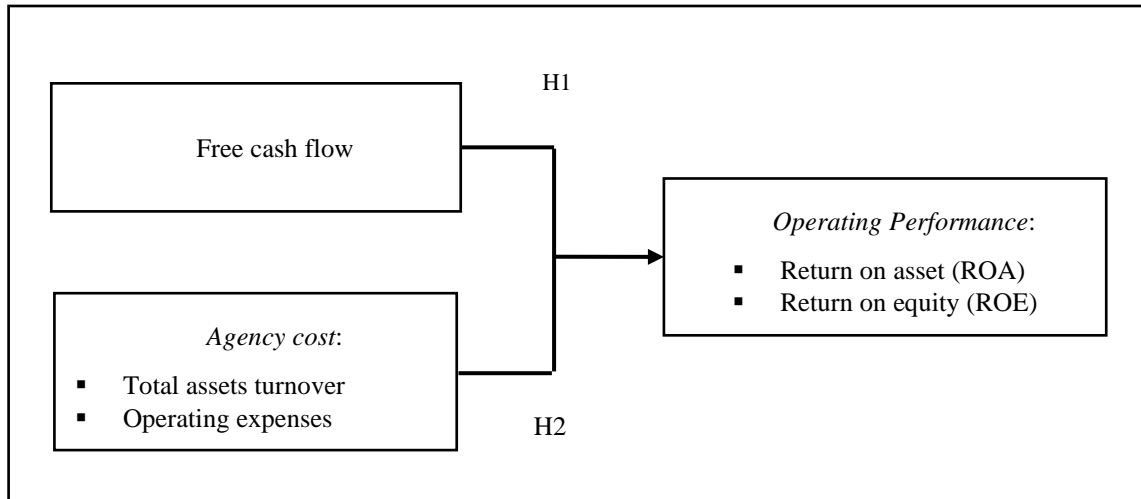 H1
Free cash flow
Operating Performance:
▪ Return on asset (ROA)
▪ Return on equity (ROE)
Agency cost:
▪ Total assets turnover
▪ Operating expenses
H2